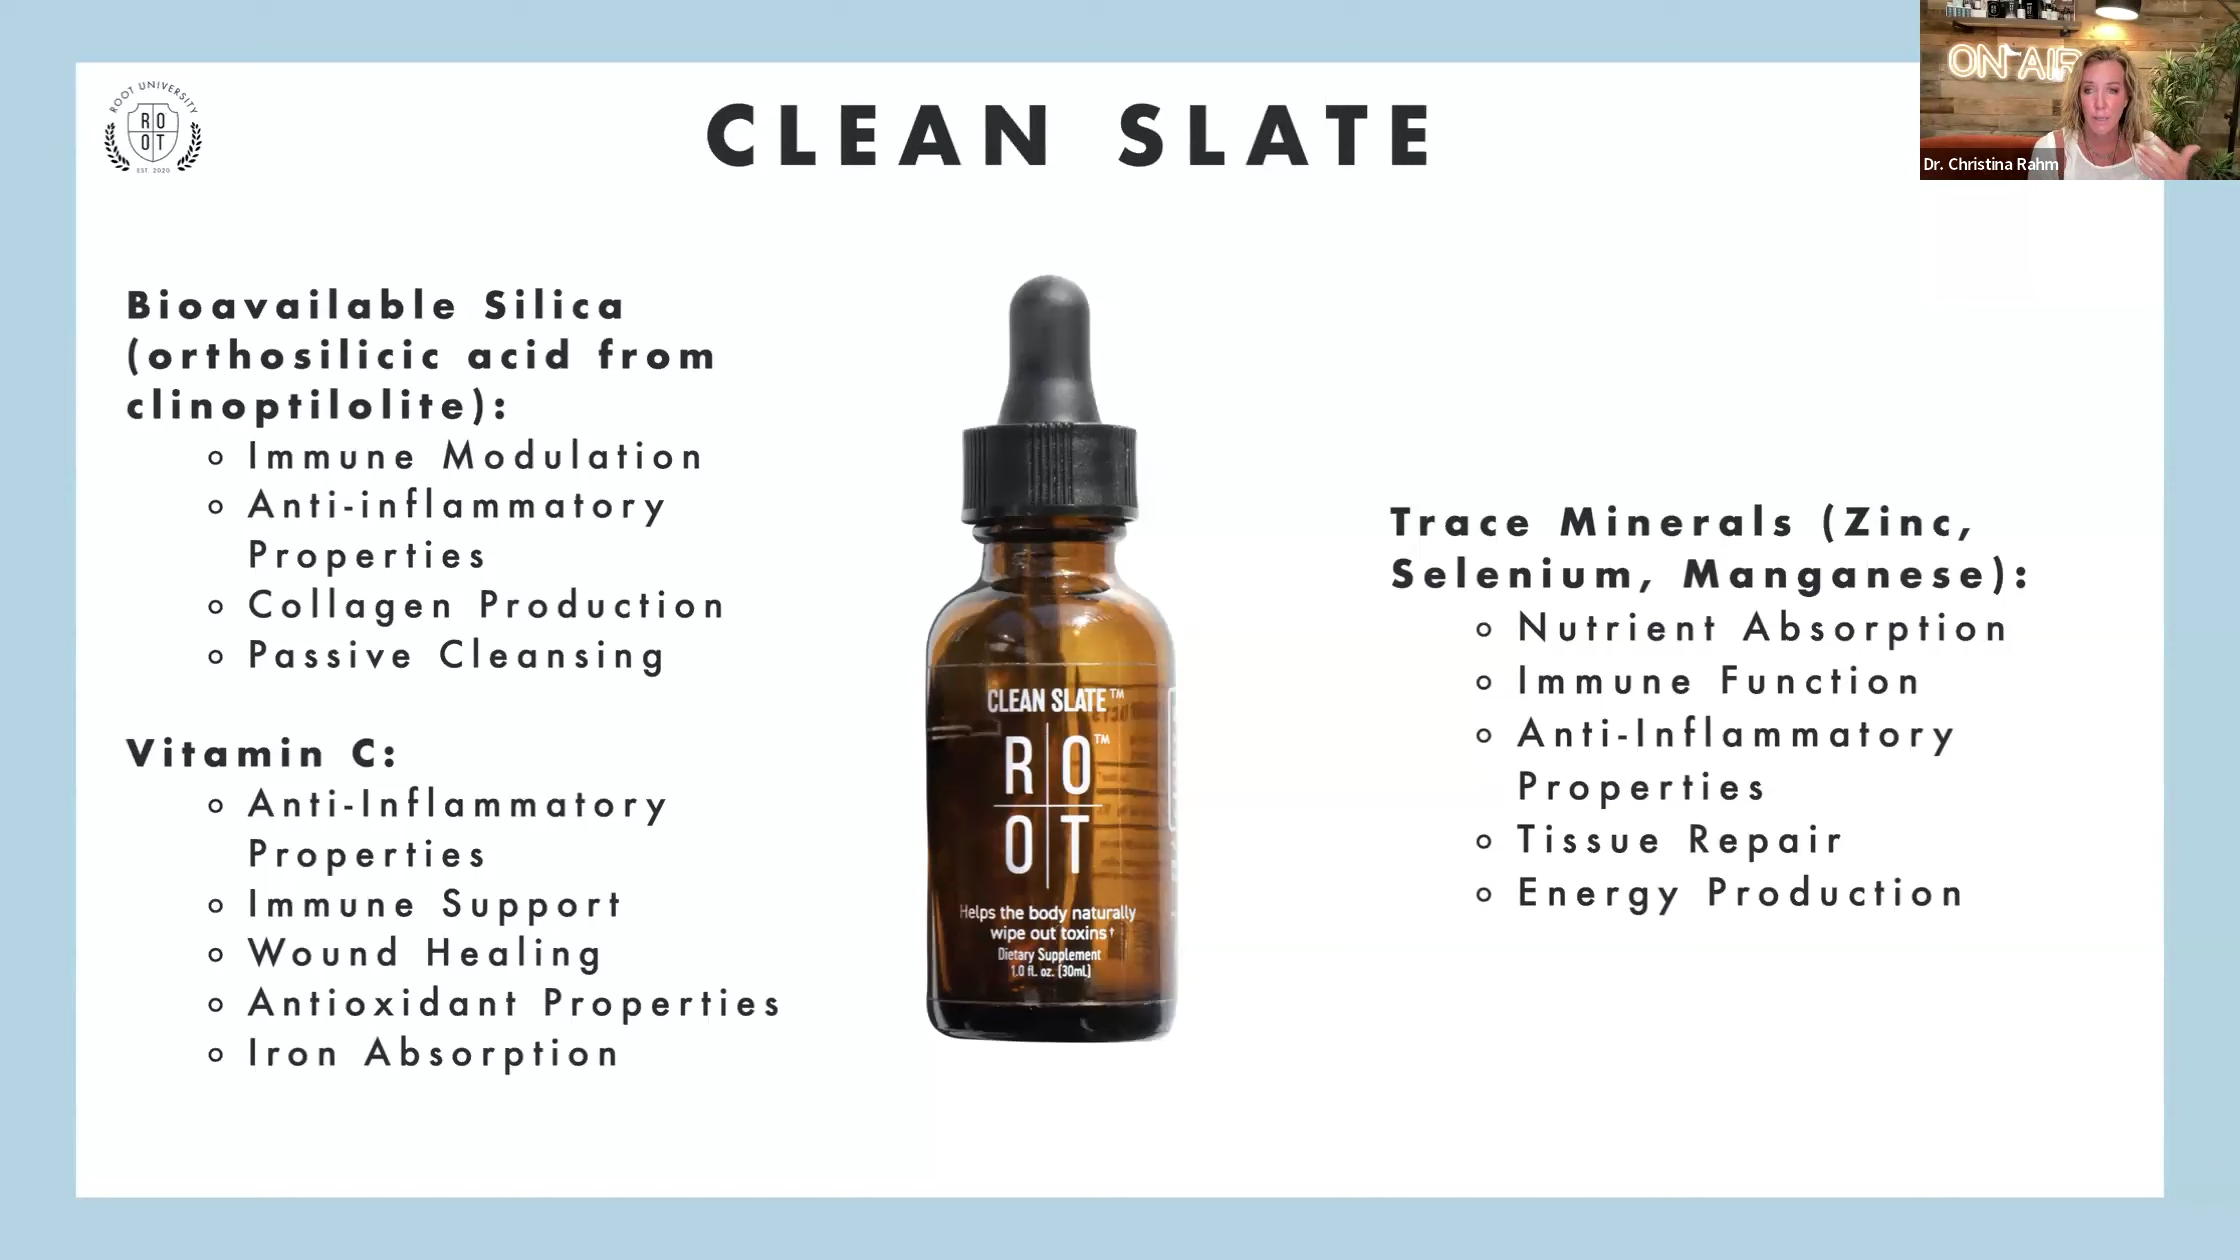 ROOT UNIVERSITY
RO
OT
EST. 2020
CLEAN SLATE
ON AIR
Dr. Christina Rahm
Bioavailable Silica
(orthosilicic acid from
clinoptilolite):
Immune Modulation
Anti-inflammatory
Properties
Collagen Production
Passive Cleansing
Vitamin C:
Anti-Inflammatory
Properties
Immune Support
Wound Healing
Antioxidant Properties
Iron Absorption
CLEAN SLATE™
RO™
OT
Helps the body naturally
wipe out toxins†
Dietary Supplement
1.0 fl. oz. (30mL)
Trace Minerals (Zinc,
Selenium, Manganese):
Nutrient Absorption
Immune Function
Anti-Inflammatory
Properties
Tissue Repair
Energy Production